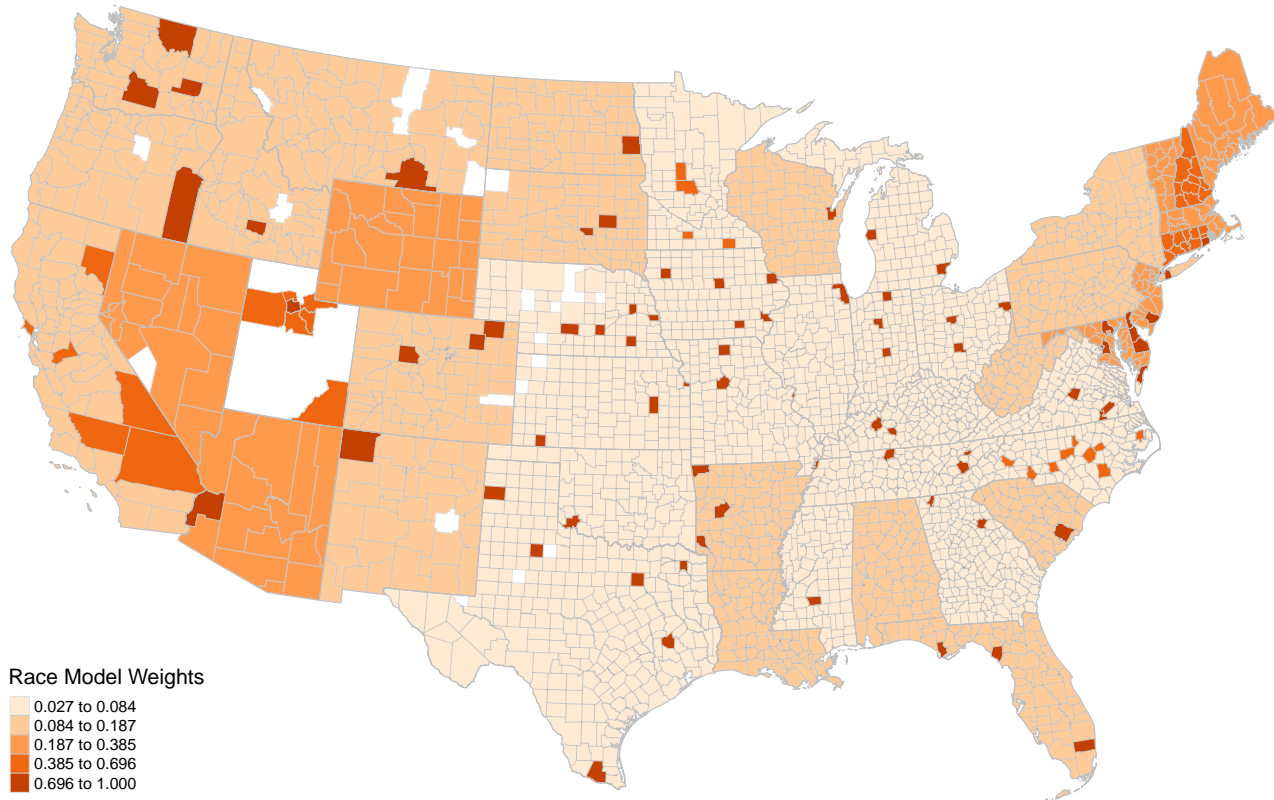 Race Model Weights
0.027 to 0.084
0.084 to 0.187
0.187 to 0.385
0.385 to 0.696
0.696 to 1.000